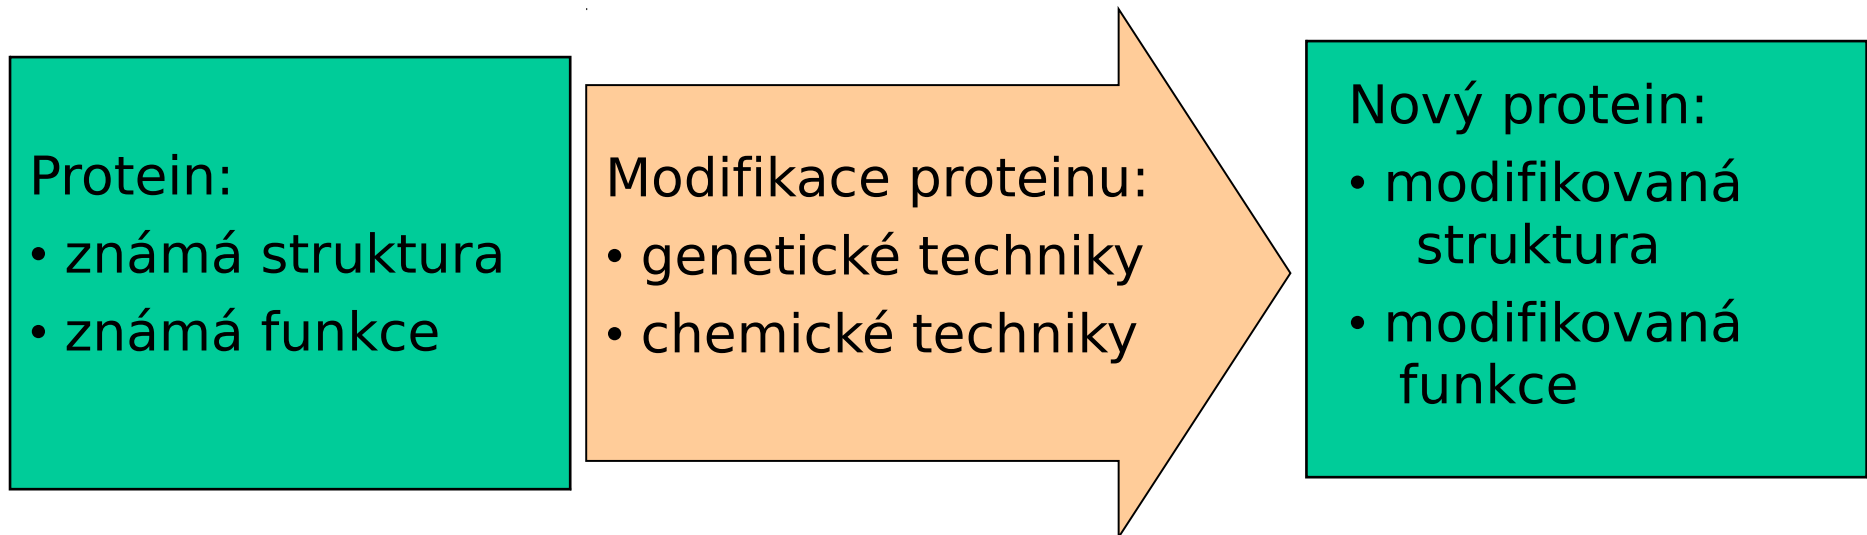 Protein:
• známá struktura
• známá funkce
Modifikace proteinu:
• genetické techniky
• chemické techniky
Nový protein:
• modifikovaná
struktura
• modifikovaná
funkce